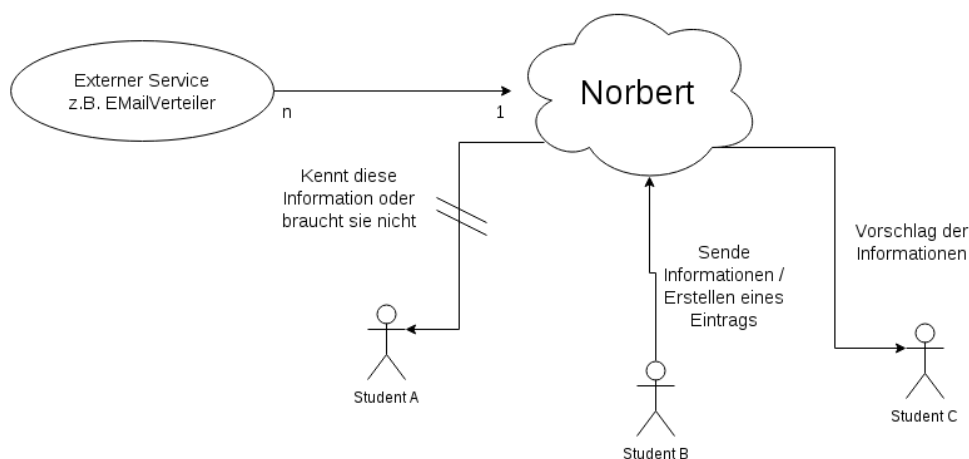 Externer Service
z.B. EMailVerteiler
n
1
Norbert
Kennt diese
Information oder
braucht sie nicht
Sende
Informationen /
Erstellen eines
Eintrags
Vorschlag der
Informationen
Student A
Student B
Student C